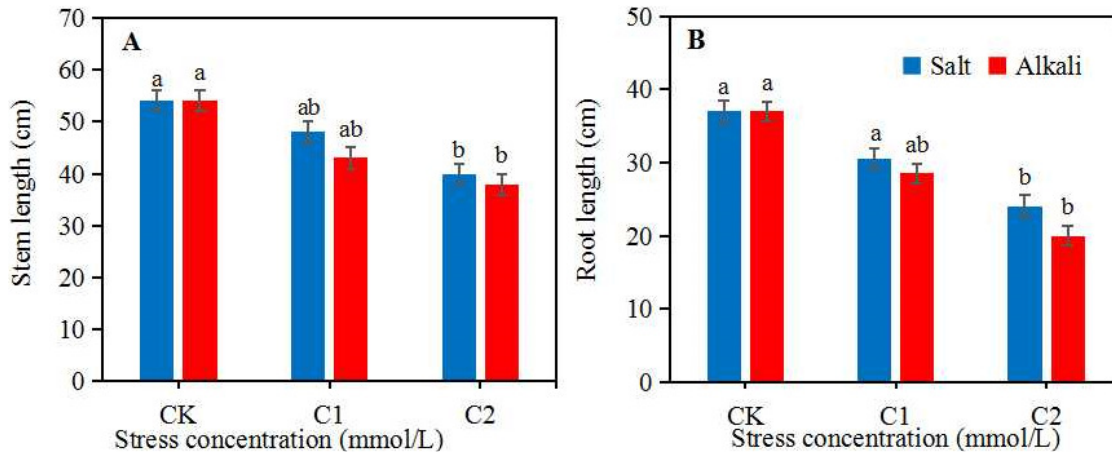 A
Stem length (cm)
70
60
50
40
30
20
10
0
a a
ab ab
b b
CK C1 C2
Stress concentration (mmol/L)
B
Salt Alkali
Root length (cm)
50
40
30
20
10
0
a a
a ab
b b
CK C1 C2
Stress concentration (mmol/L)